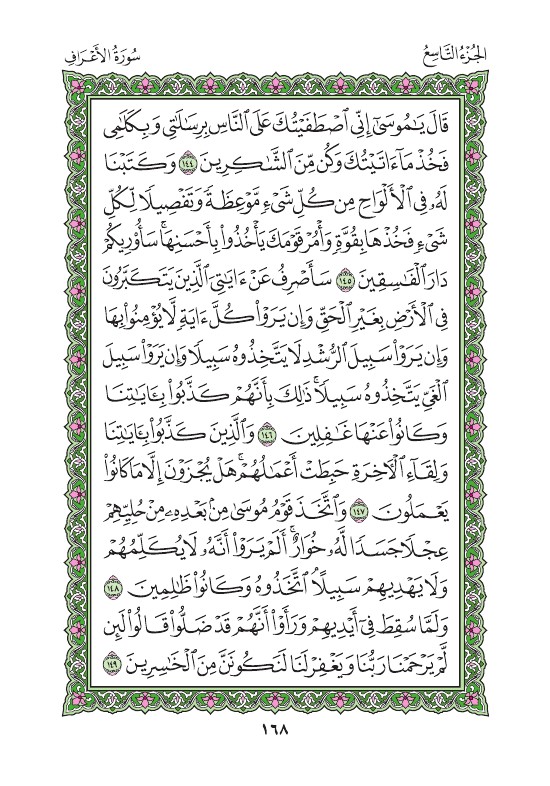 الجُزْءُ التَّاسِعُ
سُورَةُ الأَعْرَافِ
قَالَ يَٰمُوسَىٰٓ إِنِّي ٱصۡطَفَيۡتُكَ عَلَى ٱلنَّاسِ بِرِسَٰلَٰتِي وَبِكَلَٰمِي
فَخُذۡ مَآ ءَاتَيۡتُكَ وَكُن مِّنَ ٱلشَّٰكِرِينَ ١٤٤ وَكَتَبۡنَا
لَهُۥ فِي ٱلۡأَلۡوَاحِ مِن كُلِّ شَيۡءٖ مَّوۡعِظَةٗ وَتَفۡصِيلٗا لِّكُلِّ
شَيۡءٖ فَخُذۡهَا بِقُوَّةٖ وَأۡمُرۡ قَوۡمَكَ يَأۡخُذُواْ بِأَحۡسَنِهَاۚ سَأُوْرِيكُمۡ
دَارَ ٱلۡفَٰسِقِينَ ١٤٥ سَأَصۡرِفُ عَنۡ ءَايَٰتِيَ ٱلَّذِينَ يَتَكَبَّرُونَ
فِي ٱلۡأَرۡضِ بِغَيۡرِ ٱلۡحَقِّ وَإِن يَرَوۡاْ كُلَّ ءَايَةٖ لَّا يُؤۡمِنُواْ بِهَا
وَإِن يَرَوۡاْ سَبِيلَ ٱلرُّشۡدِ لَا يَتَّخِذُوهُ سَبِيلٗا وَإِن يَرَوۡاْ سَبِيلَ
ٱلۡغَيِّ يَتَّخِذُوهُ سَبِيلٗاۚ ذَٰلِكَ بِأَنَّهُمۡ كَذَّبُواْ بِـَٔايَٰتِنَا
وَكَانُواْ عَنۡهَا غَٰفِلِينَ ١٤٦ وَٱلَّذِينَ كَذَّبُواْ بِـَٔايَٰتِنَا
وَلِقَآءِ ٱلۡأٓخِرَةِ حَبِطَتۡ أَعۡمَٰلُهُمۡۚ هَلۡ يُجۡزَوۡنَ إِلَّا مَا كَانُواْ
يَعۡمَلُونَ ١٤٧ وَٱتَّخَذَ قَوۡمُ مُوسَىٰ مِنۢ بَعۡدِهِۦ مِنۡ حُلِيِّهِمۡ
عِجۡلٗا جَسَدٗا لَّهُۥ خُوَارٌۚ أَلَمۡ يَرَوۡاْ أَنَّهُۥ لَا يُكَلِّمُهُمۡ
وَلَا يَهۡدِيهِمۡ سَبِيلًاۘ ٱتَّخَذُوهُ وَكَانُواْ ظَٰلِمِينَ ١٤٨
وَلَمَّا سُقِطَ فِيٓ أَيۡدِيهِمۡ وَرَأَوۡاْ أَنَّهُمۡ قَدۡ ضَلُّواْ قَالُواْ لَئِن
لَّمۡ يَرۡحَمۡنَا رَبُّنَا وَيَغۡفِرۡ لَنَا لَنَكُونَنَّ مِنَ ٱلۡخَٰسِرِينَ ١٤٩
١٦٨